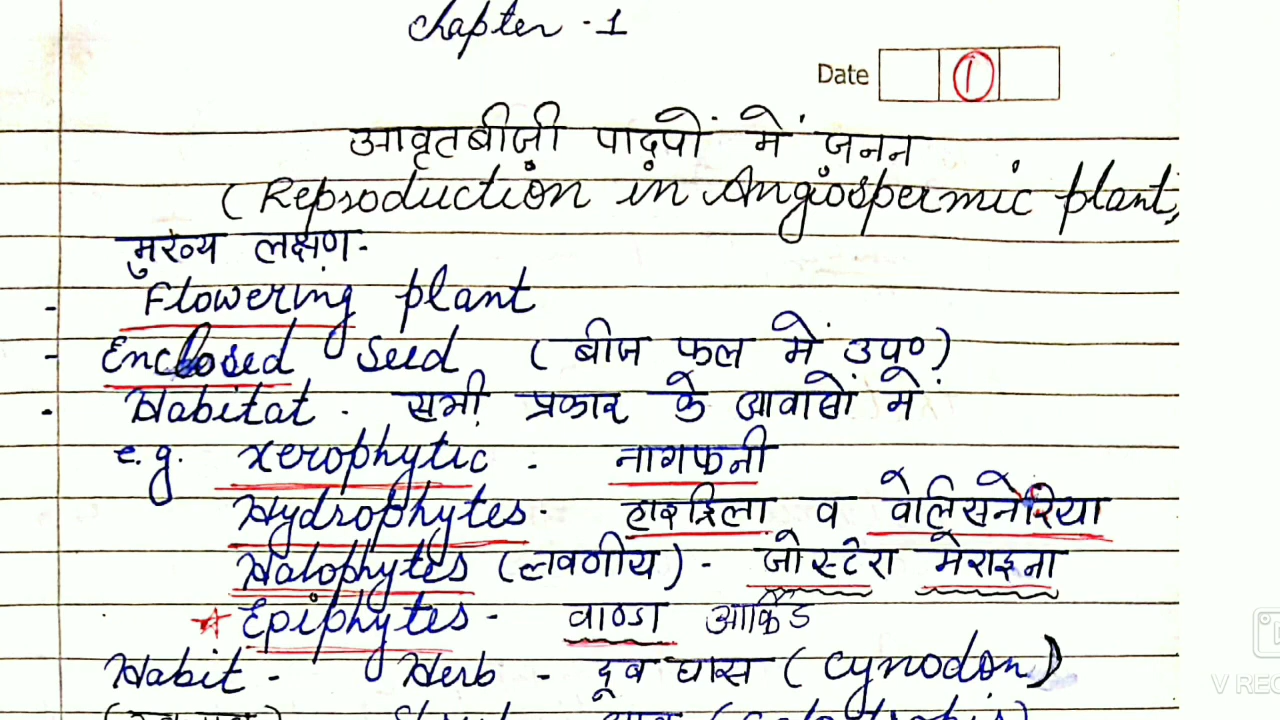 Chapter - 1
Date 1
आवृतबीजी पादपों में जनन
(Reproduction in Angiospermic plant,
मुख्य लक्षण-
- Flowering plant
- Enclosed seed (बीज फल में उप०)
- Habitat - सभी प्रकार के आवासों में
e.g. xerophytic - नागफनी
Hydrophytes - हाइड्रिला व वेलिसनेरिया
Halophytes (लवणीय) - जोस्टेरा मेराइना
Epiphytes - वाण्डा आर्किड
Habit - Herb - दूब घास (Cynodon)